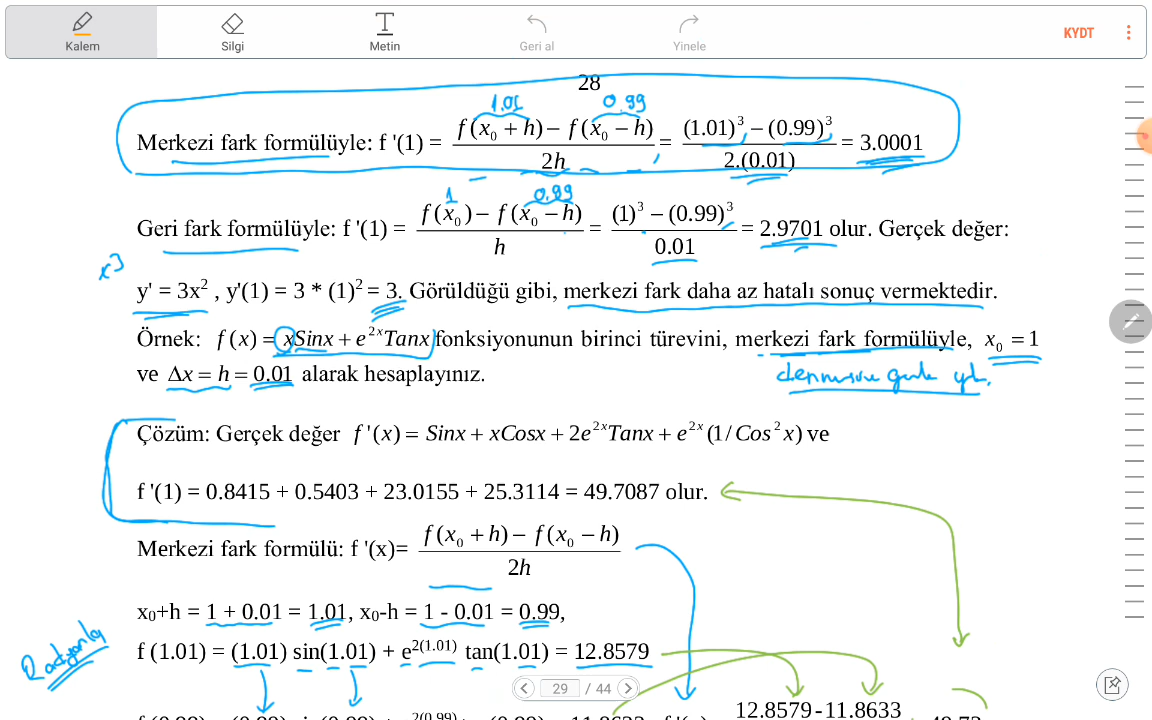 Kalem Silgi Metin Geri al Yinele KYDT
28
1.01 0.99
Merkezi fark formülüyle: f '(1) = f(x₀ + h) − f(x₀ − h) / 2h = (1.01)³ − (0.99)³ / 2.(0.01) = 3.0001
1 0.99
Geri fark formülüyle: f '(1) = f(x₀) − f(x₀ − h) / h = (1)³ − (0.99)³ / 0.01 = 2.9701 olur. Gerçek değer:
x³
y' = 3x² , y'(1) = 3 * (1)² = 3. Görüldüğü gibi, merkezi fark daha az hatalı sonuç vermektedir.
Örnek: f(x) = xSinx + e²ˣTanx fonksiyonunun birinci türevini, merkezi fark formülüyle, x₀ = 1
ve Δx = h = 0.01 alarak hesaplayınız.
Çözüm: Gerçek değer f '(x) = Sinx + xCosx + 2e²ˣTanx + e²ˣ(1/Cos²x) ve
f '(1) = 0.8415 + 0.5403 + 23.0155 + 25.3114 = 49.7087 olur.
Merkezi fark formülü: f '(x)= f(x₀ + h) − f(x₀ − h) / 2h
x₀+h = 1 + 0.01 = 1.01, x₀-h = 1 - 0.01 = 0.99,
Radyanla
f (1.01) = (1.01) sin(1.01) + e²⁽¹·⁰¹⁾ tan(1.01) = 12.8579
29 / 44
12.8579-11.8633